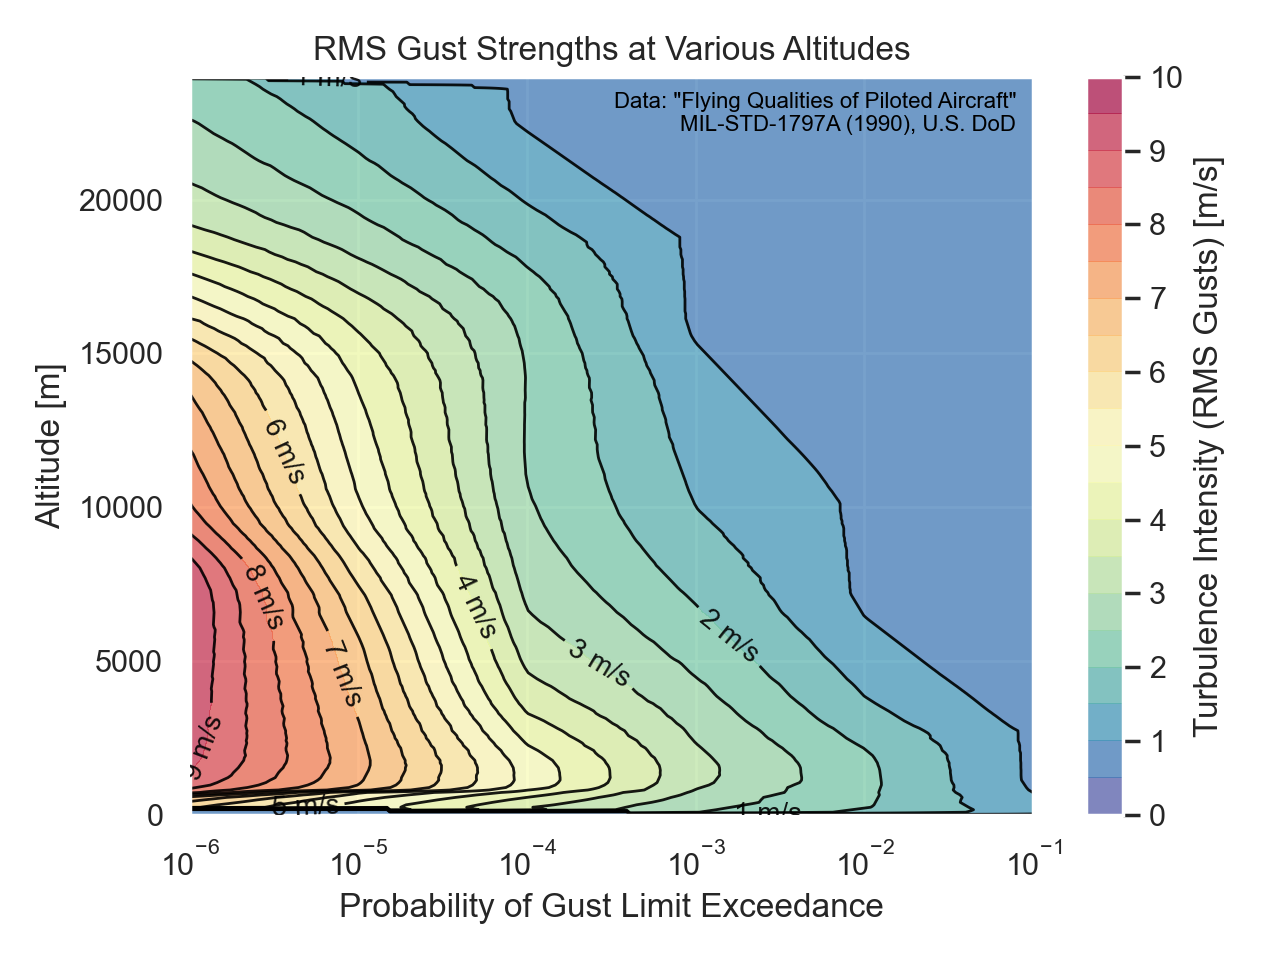 RMS Gust Strengths at Various Altitudes
Data: "Flying Qualities of Piloted Aircraft"
MIL-STD-1797A (1990), U.S. DoD
1 m/s
6 m/s
8 m/s
4 m/s
7 m/s
3 m/s
2 m/s
9 m/s
5 m/s
1 m/s
Altitude [m]
20000
15000
10000
5000
0
10⁻⁶
10⁻⁵
10⁻⁴
10⁻³
10⁻²
10⁻¹
Probability of Gust Limit Exceedance
10
9
8
7
6
5
4
3
2
1
0
Turbulence Intensity (RMS Gusts) [m/s]